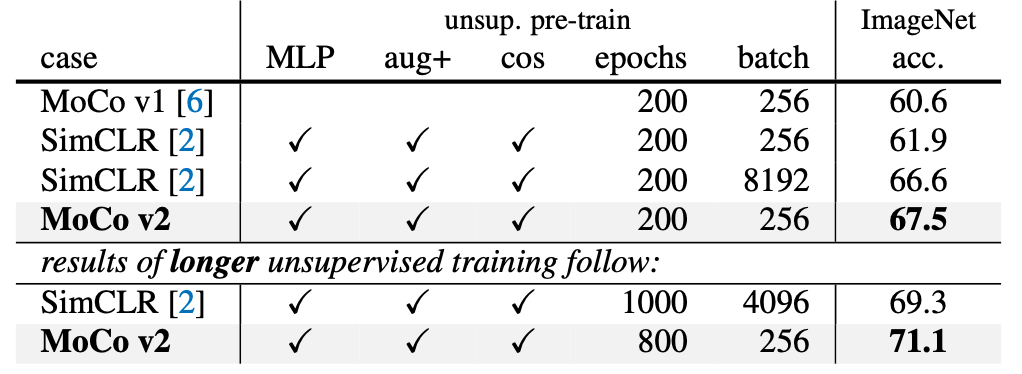 unsup. pre-train ImageNet
case MLP aug+ cos epochs batch acc.
MoCo v1 [6] 200 256 60.6
SimCLR [2] ✓ ✓ ✓ 200 256 61.9
SimCLR [2] ✓ ✓ ✓ 200 8192 66.6
MoCo v2 ✓ ✓ ✓ 200 256 67.5
results of longer unsupervised training follow:
SimCLR [2] ✓ ✓ ✓ 1000 4096 69.3
MoCo v2 ✓ ✓ ✓ 800 256 71.1